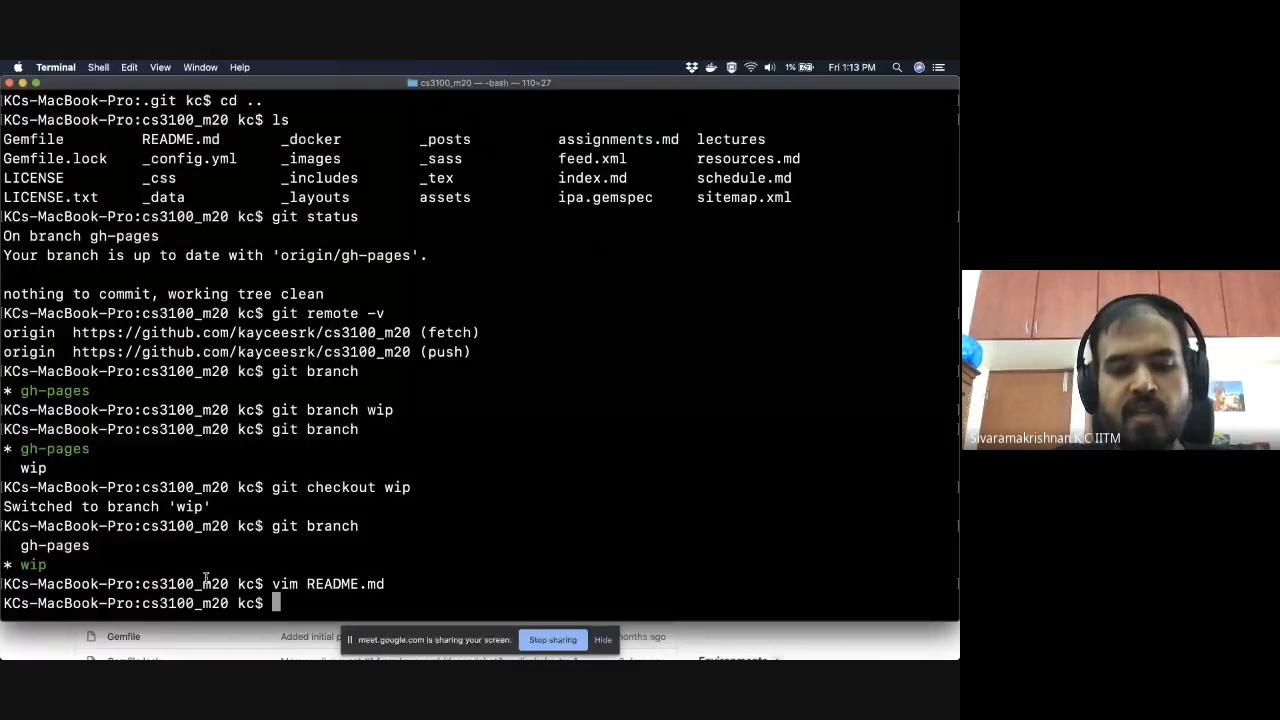 Terminal Shell Edit View Window Help 1% Fri 1:13 PM
cs3100_m20 — -bash — 110×27
KCs-MacBook-Pro:.git kc$ cd ..
KCs-MacBook-Pro:cs3100_m20 kc$ ls
Gemfile README.md _docker _posts assignments.md lectures
Gemfile.lock _config.yml _images _sass feed.xml resources.md
LICENSE _css _includes _tex index.md schedule.md
LICENSE.txt _data _layouts assets ipa.gemspec sitemap.xml
KCs-MacBook-Pro:cs3100_m20 kc$ git status
On branch gh-pages
Your branch is up to date with 'origin/gh-pages'.
nothing to commit, working tree clean
KCs-MacBook-Pro:cs3100_m20 kc$ git remote -v
origin https://github.com/kayceesrk/cs3100_m20 (fetch)
origin https://github.com/kayceesrk/cs3100_m20 (push)
KCs-MacBook-Pro:cs3100_m20 kc$ git branch
* gh-pages
KCs-MacBook-Pro:cs3100_m20 kc$ git branch wip
KCs-MacBook-Pro:cs3100_m20 kc$ git branch
* gh-pages
wip
KCs-MacBook-Pro:cs3100_m20 kc$ git checkout wip
Switched to branch 'wip'
KCs-MacBook-Pro:cs3100_m20 kc$ git branch
gh-pages
* wip
KCs-MacBook-Pro:cs3100_m20 kc$ vim README.md
KCs-MacBook-Pro:cs3100_m20 kc$
Gemfile Added initial months ago
meet.google.com is sharing your screen. Stop sharing Hide
Sivaramakrishnan K C IITM